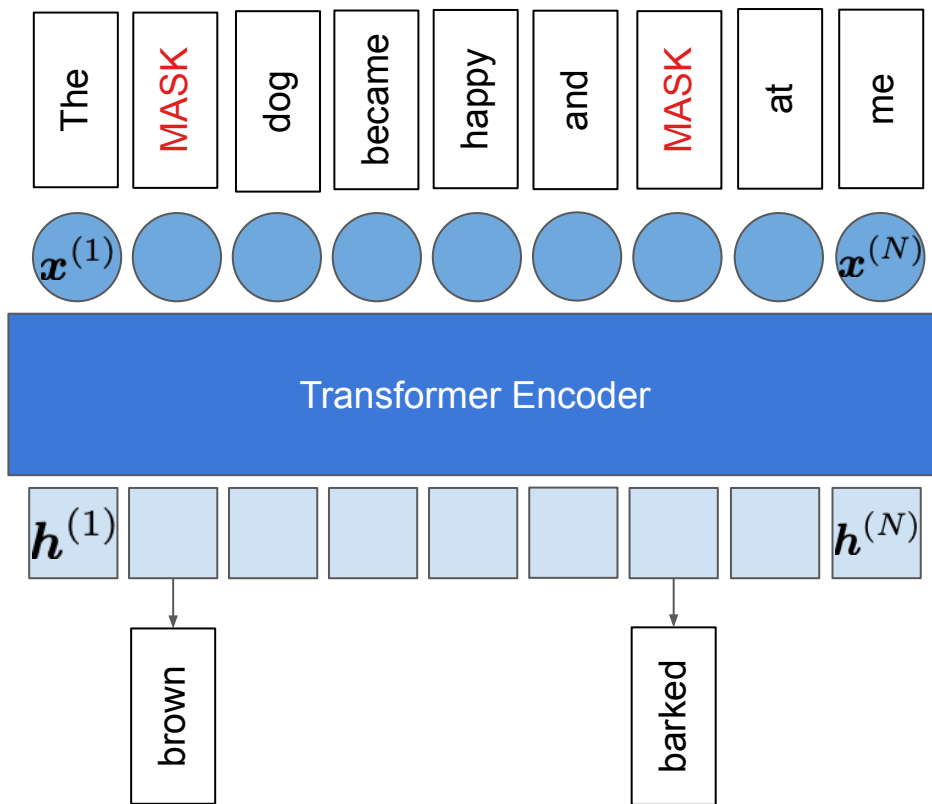 The MASK dog became happy and MASK at me
x^{(1)} x^{(N)}
Transformer Encoder
h^{(1)} h^{(N)}
brown barked